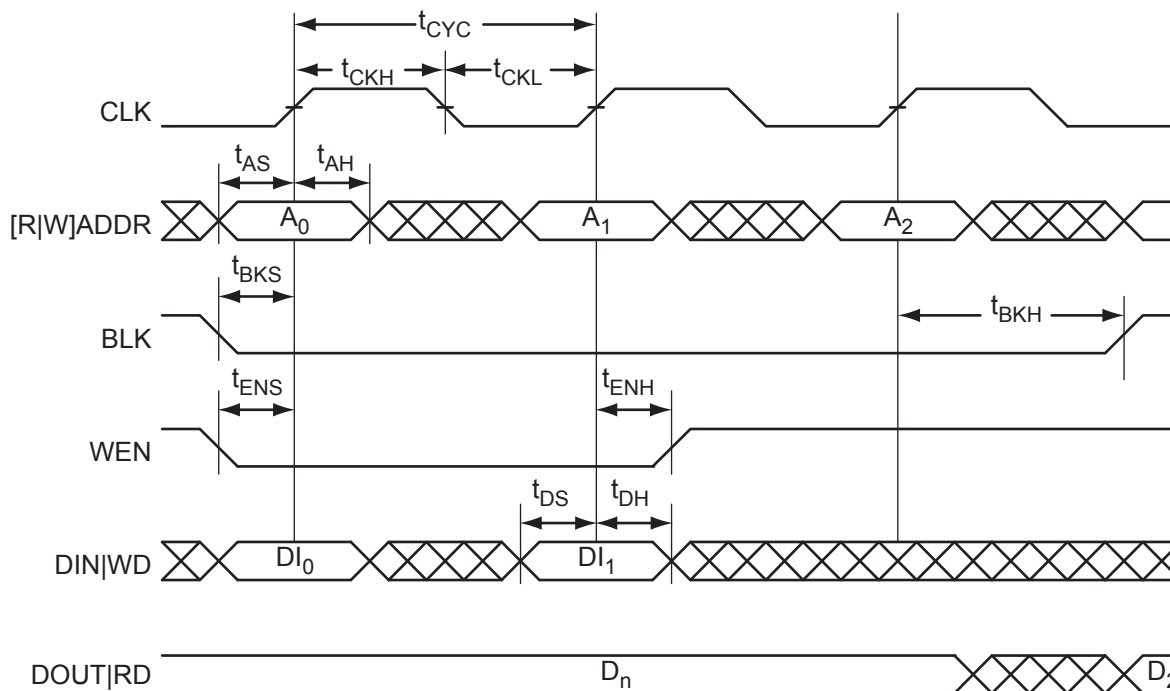 tCYC
tCKH tCKL
CLK
tAS tAH
[R|W]ADDR A0 A1 A2
tBKS
tBKH
BLK
tENS tENH
WEN
tDS tDH
DIN|WD DI0 DI1
DOUT|RD Dn D2